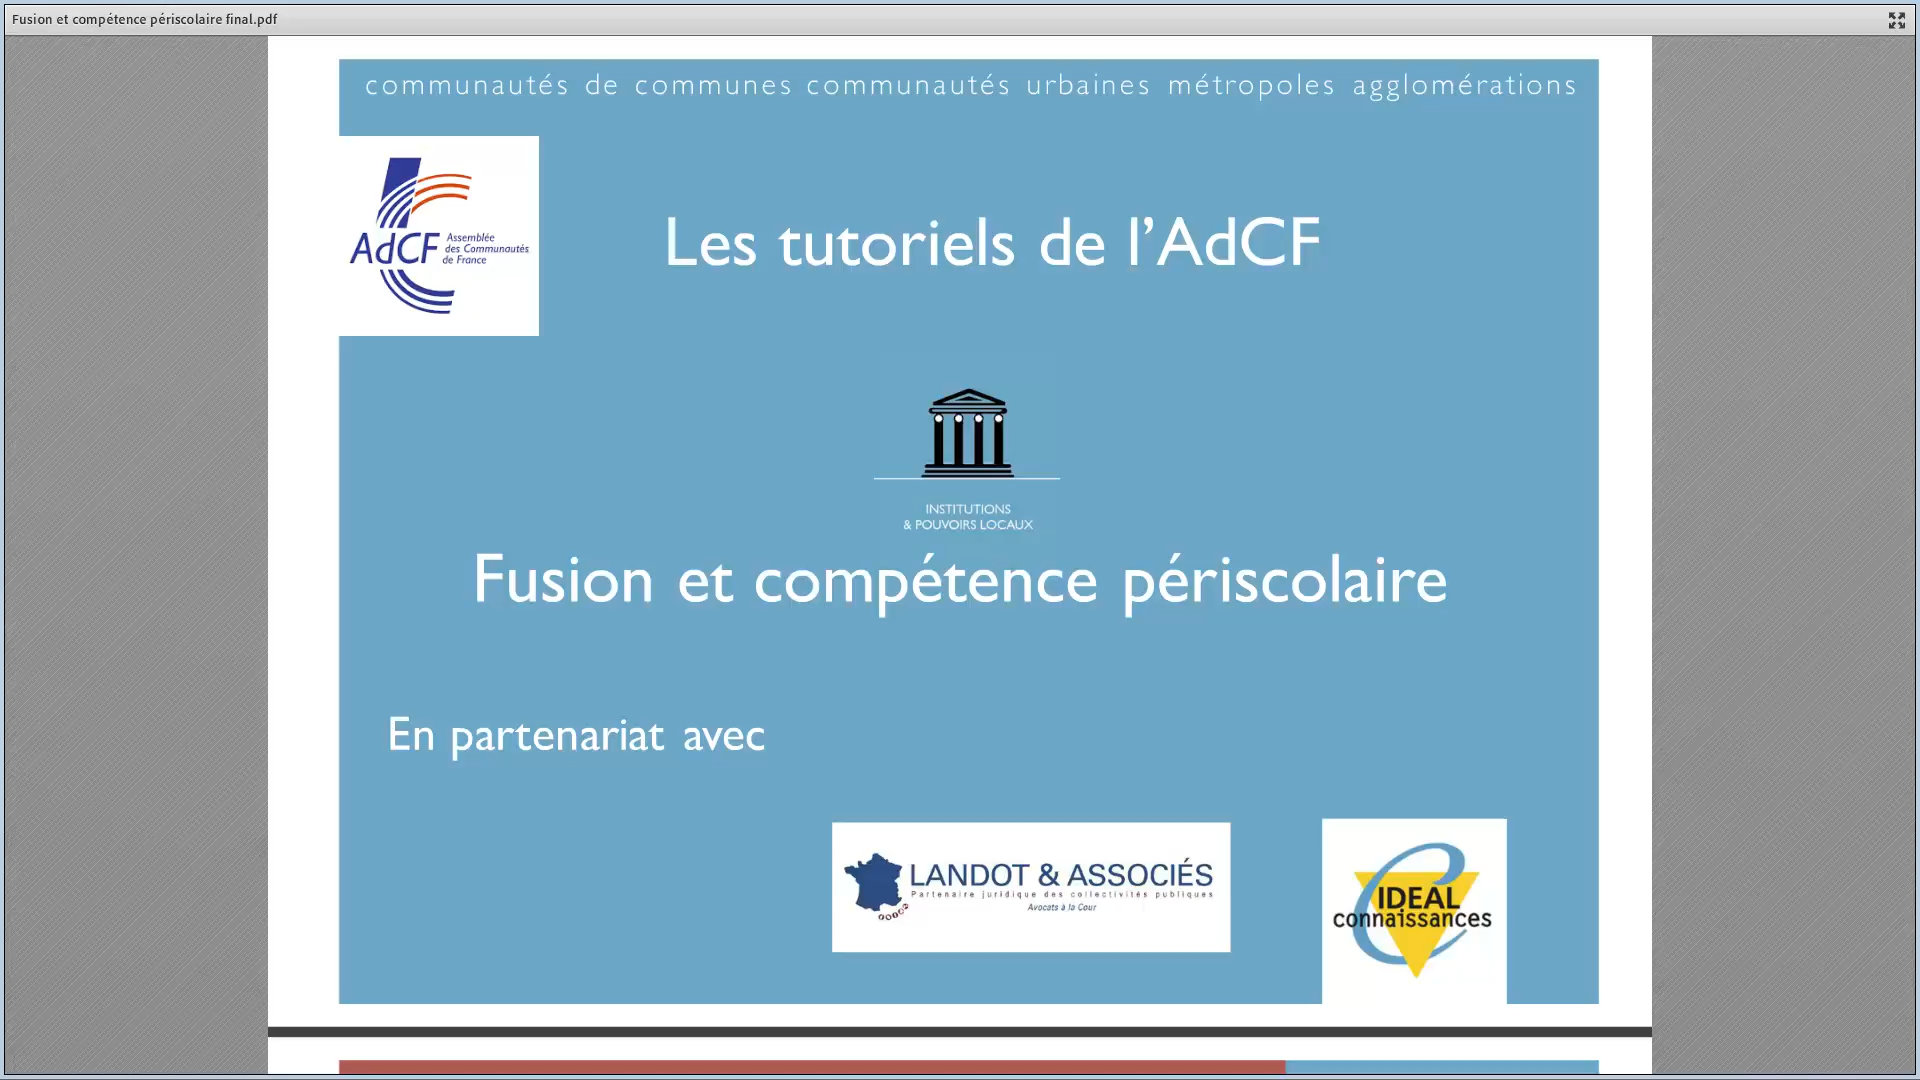 Fusion et compétence périscolaire final.pdf
communautés de communes communautés urbaines métropoles agglomérations
AdCF Assemblée
des Communautés
de France
Les tutoriels de l’AdCF
INSTITUTIONS
& POUVOIRS LOCAUX
Fusion et compétence périscolaire
En partenariat avec
LANDOT & ASSOCIÉS
Partenaire juridique des collectivités publiques
Avocats à la Cour
IDEAL
connaissances